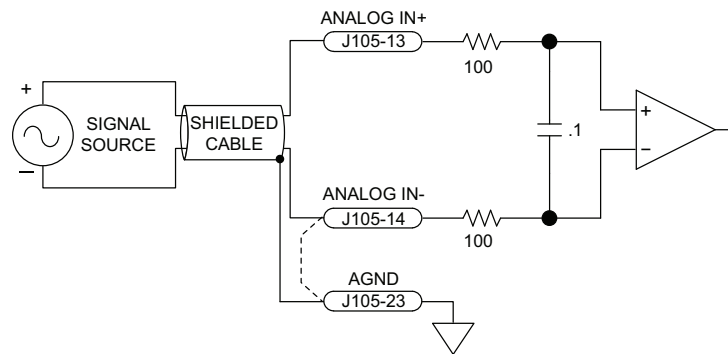 ANALOG IN+
J105-13
100
+
SIGNAL
SOURCE
−
SHIELDED
CABLE
.1
+
−
ANALOG IN-
J105-14
100
AGND
J105-23